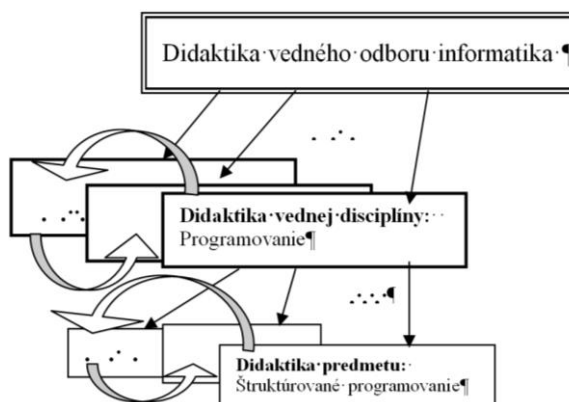 Didaktika vedného odboru informatika ¶
Didaktika vednej disciplíny:
Programovanie¶
¶
Didaktika predmetu:
Štruktúrované programovanie¶